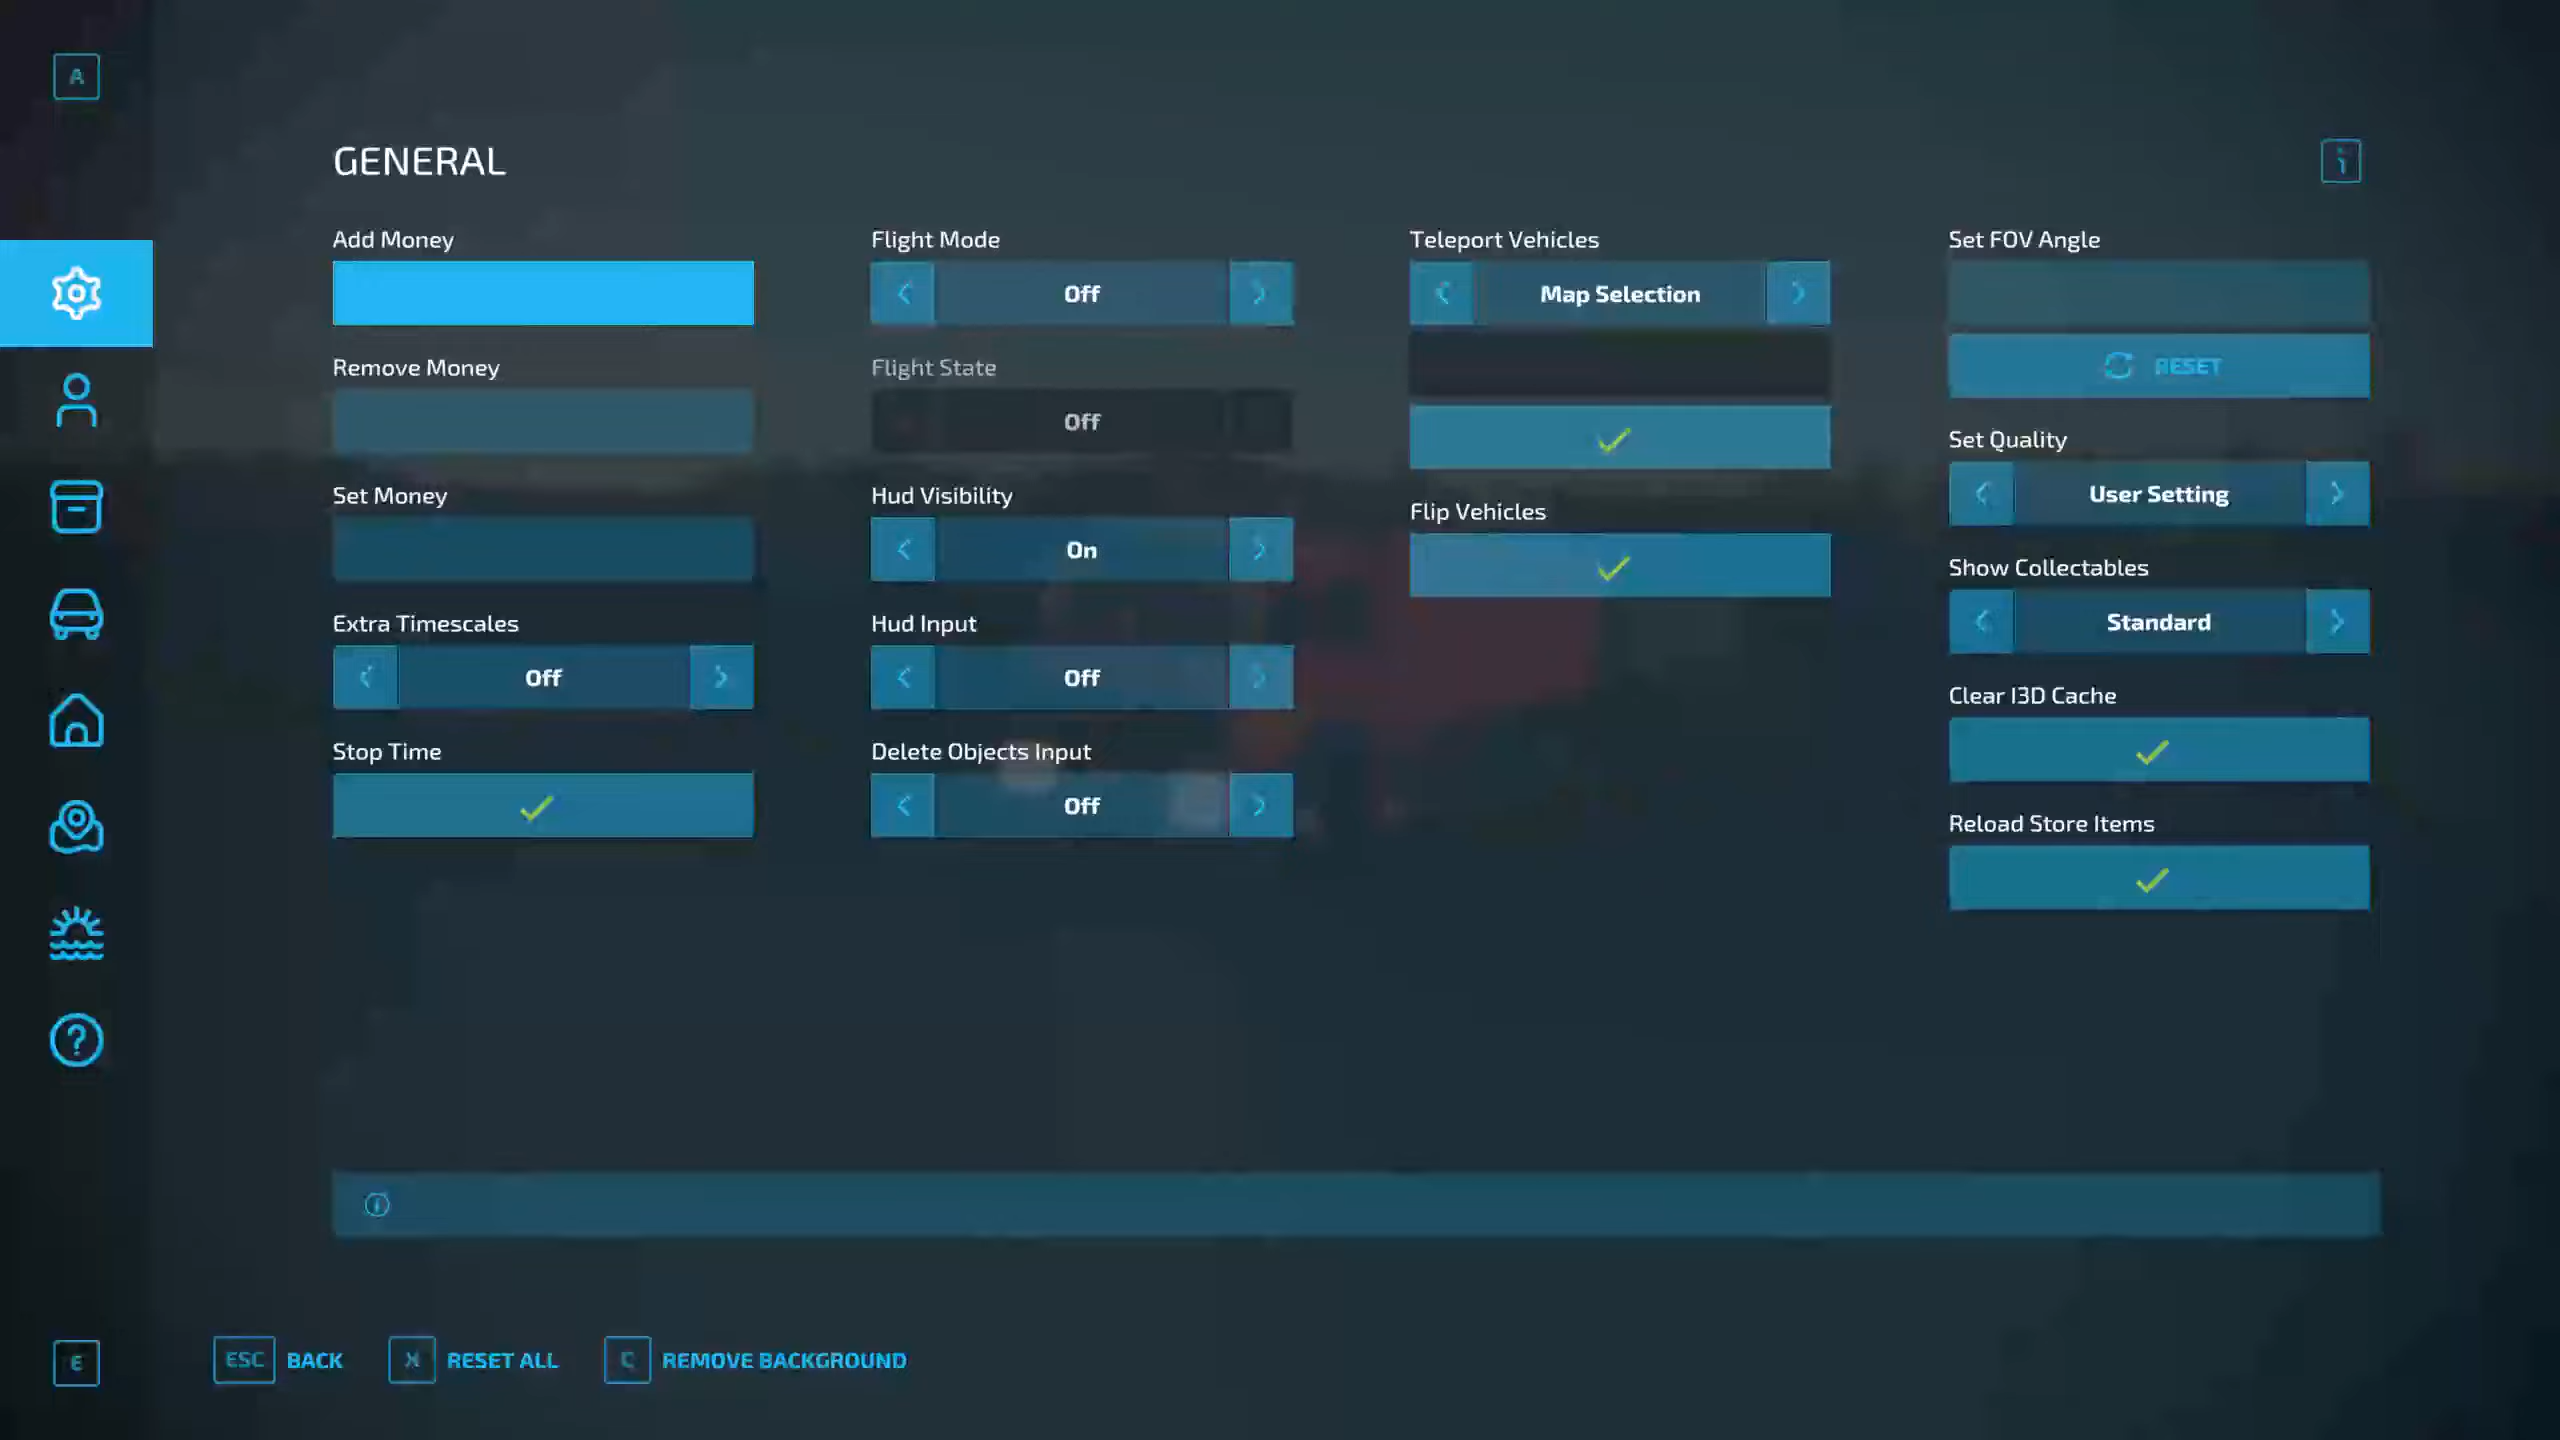 A
GENERAL
i
Add Money
Remove Money
Set Money
Extra Timescales
Off
Stop Time
Flight Mode
Off
Flight State
Off
Hud Visibility
On
Hud Input
Off
Delete Objects Input
Off
Teleport Vehicles
Map Selection
Flip Vehicles
Set FOV Angle
RESET
Set Quality
User Setting
Show Collectables
Standard
Clear I3D Cache
Reload Store Items
E
ESC BACK X RESET ALL C REMOVE BACKGROUND